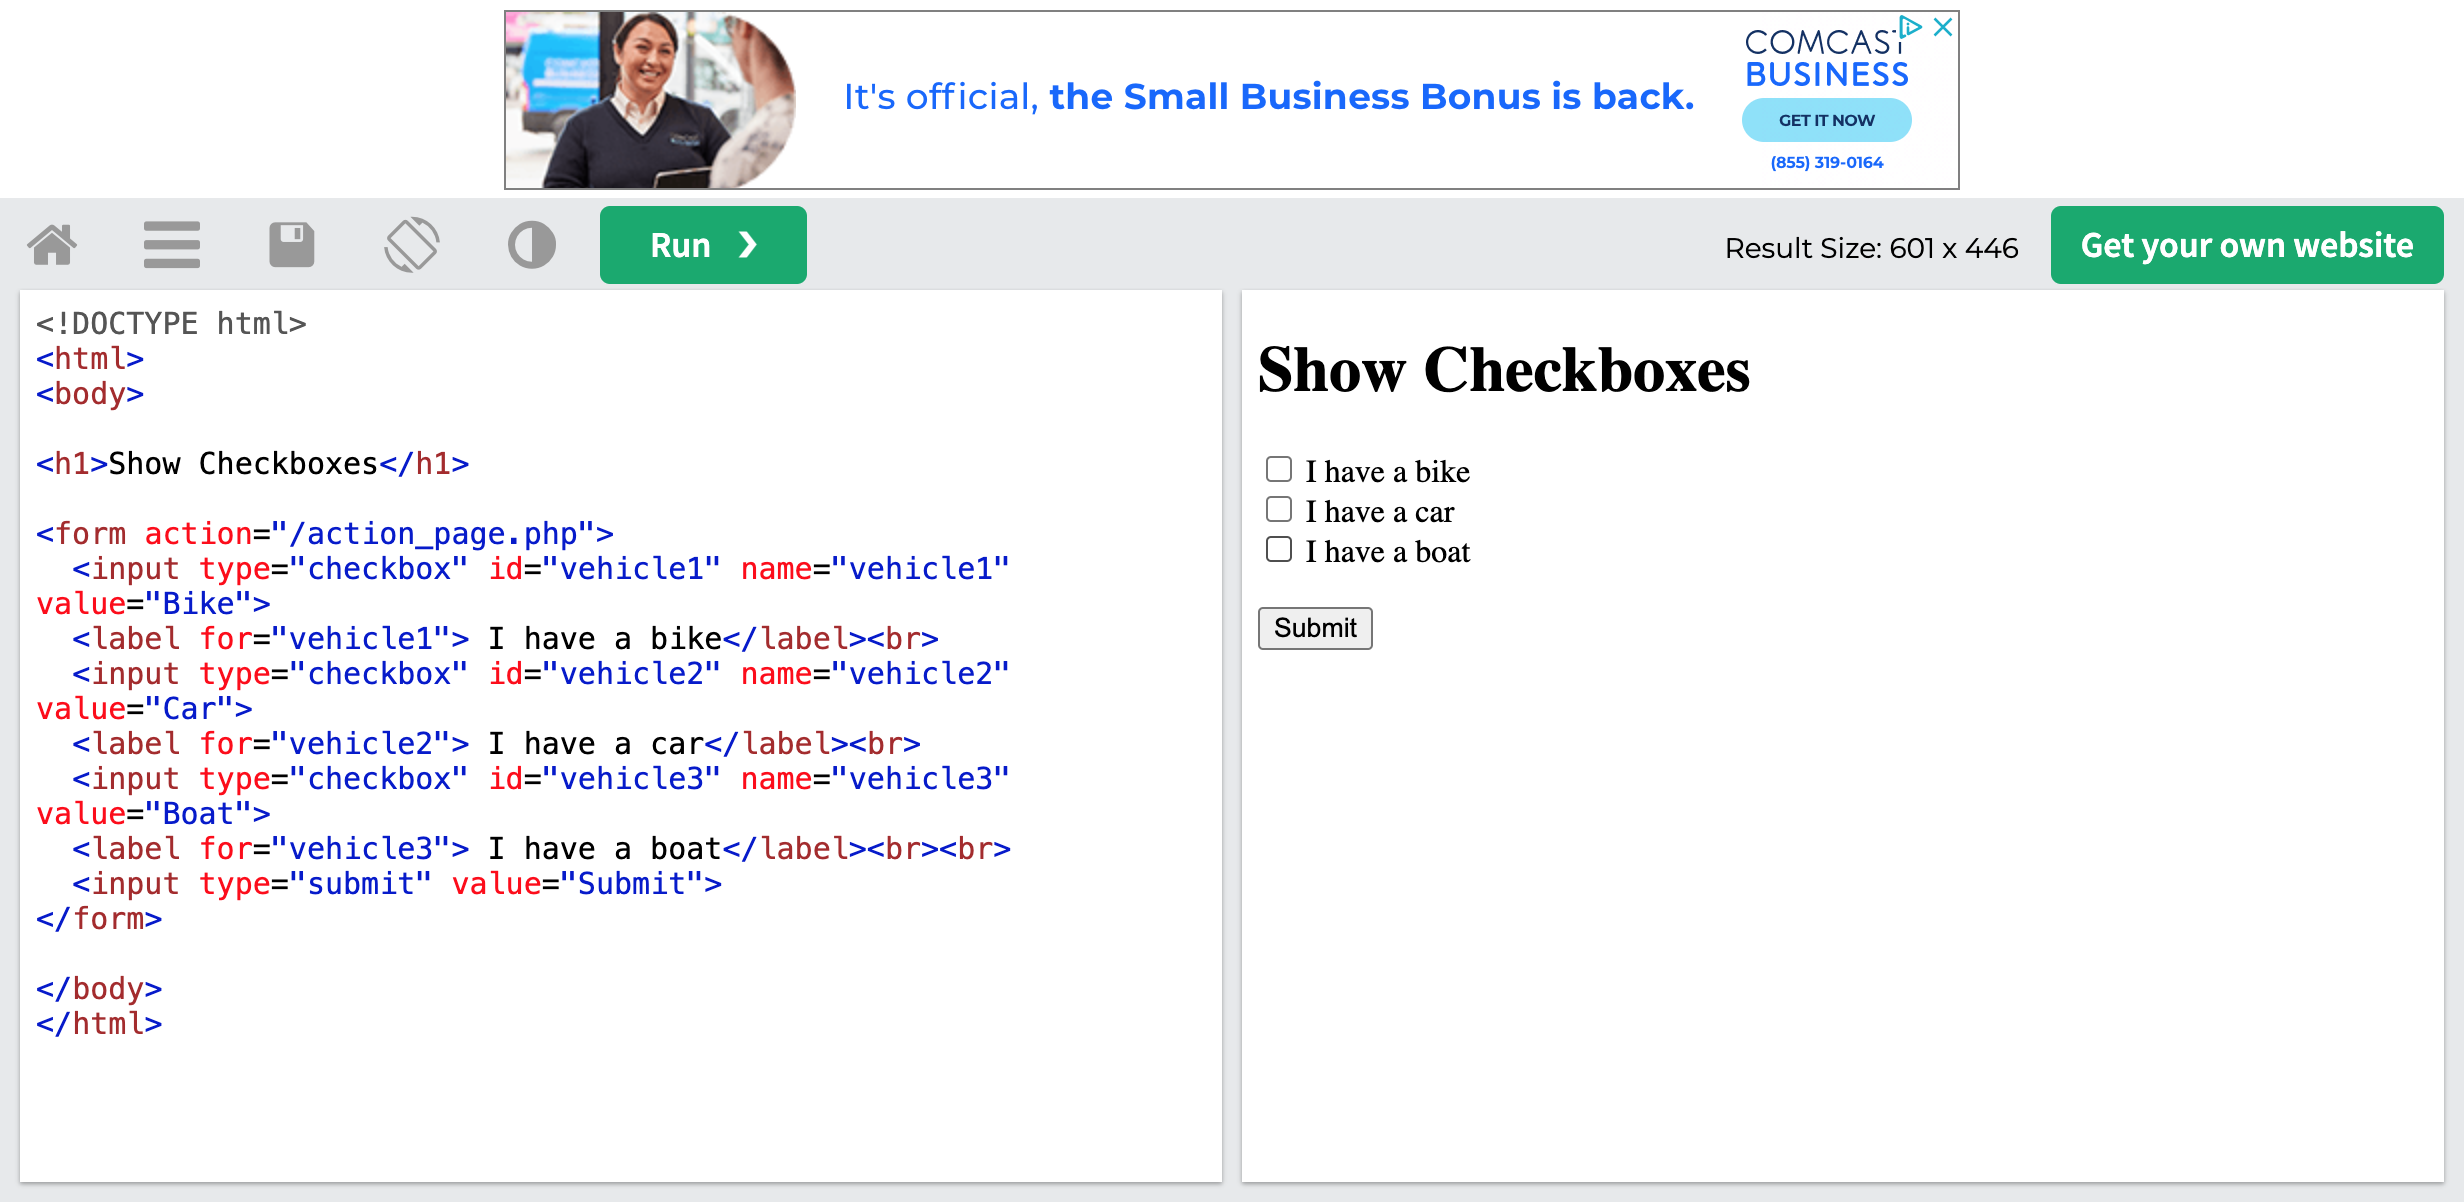 It's official, the Small Business Bonus is back.
COMCAST
BUSINESS
GET IT NOW
(855) 319-0164
Run ❯
Result Size: 601 x 446
Get your own website
<!DOCTYPE html>
<html>
<body>

<h1>Show Checkboxes</h1>

<form action="/action_page.php">
  <input type="checkbox" id="vehicle1" name="vehicle1"
value="Bike">
  <label for="vehicle1"> I have a bike</label><br>
  <input type="checkbox" id="vehicle2" name="vehicle2"
value="Car">
  <label for="vehicle2"> I have a car</label><br>
  <input type="checkbox" id="vehicle3" name="vehicle3"
value="Boat">
  <label for="vehicle3"> I have a boat</label><br><br>
  <input type="submit" value="Submit">
</form>

</body>
</html>
Show Checkboxes
I have a bike
I have a car
I have a boat
Submit